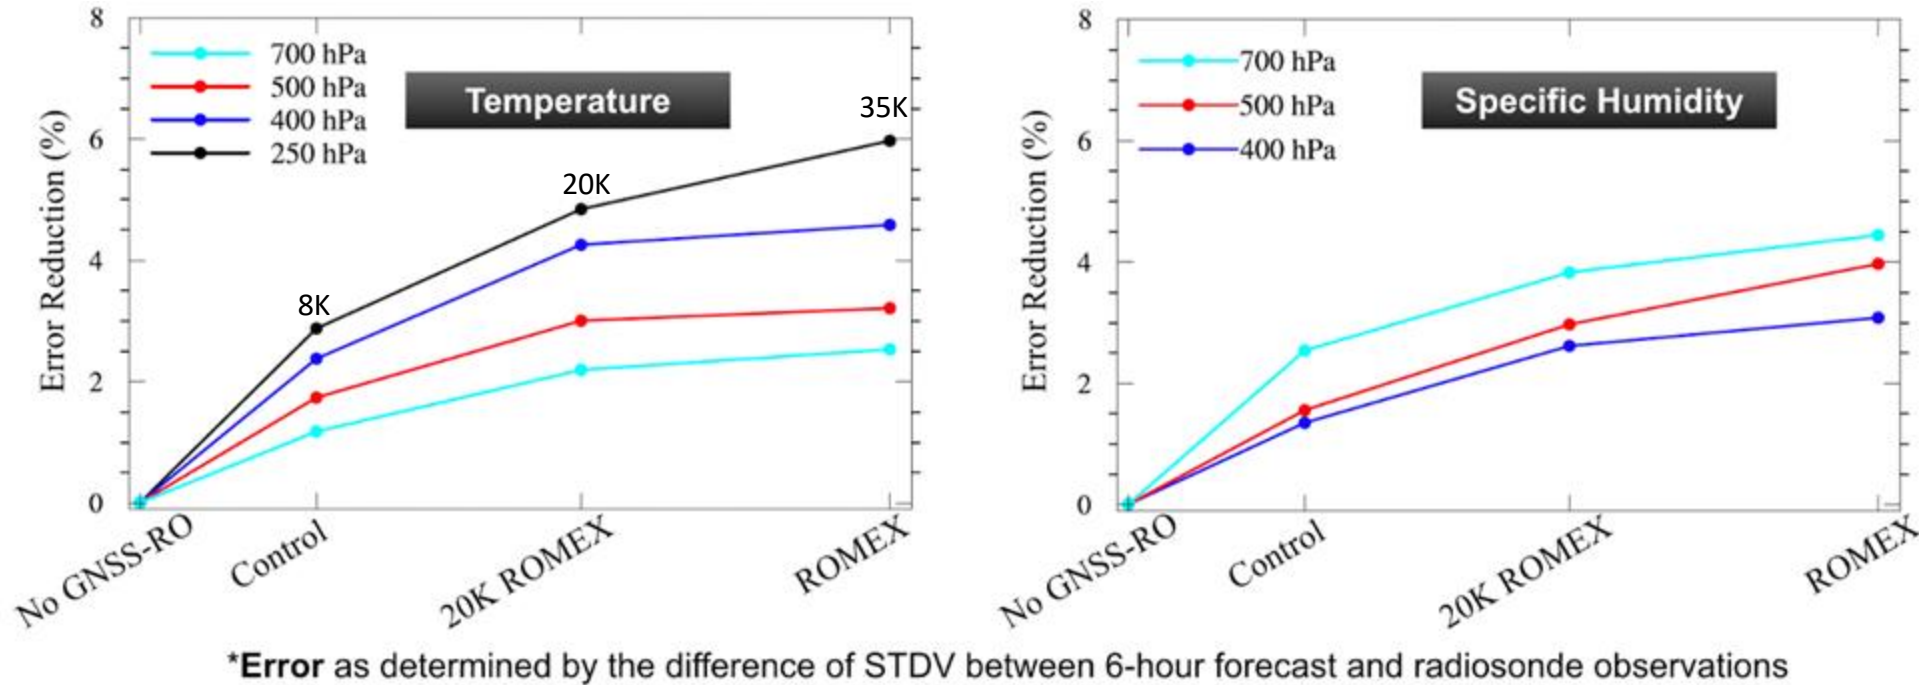 8
6
4
2
0
Error Reduction (%)
700 hPa
500 hPa
400 hPa
250 hPa
Temperature
8K
20K
35K
No GNSS-RO
Control
20K ROMEX
ROMEX
8
6
4
2
0
Error Reduction (%)
700 hPa
500 hPa
400 hPa
Specific Humidity
No GNSS-RO
Control
20K ROMEX
ROMEX
*Error as determined by the difference of STDV between 6-hour forecast and radiosonde observations